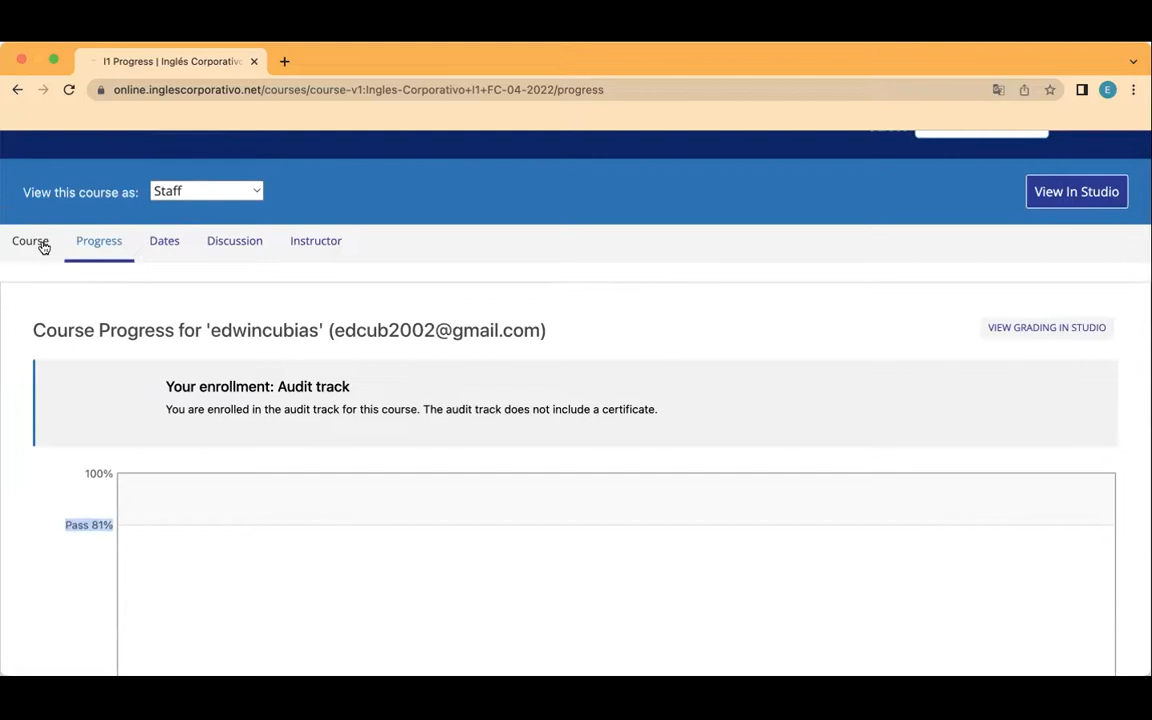 I1 Progress | Inglés Corporativo
online.inglescorporativo.net/courses/course-v1:Ingles-Corporativo+I1+FC-04-2022/progress
E
View this course as: Staff
View In Studio
Course Progress Dates Discussion Instructor
Course Progress for 'edwincubias' (edcub2002@gmail.com)
VIEW GRADING IN STUDIO
Your enrollment: Audit track
You are enrolled in the audit track for this course. The audit track does not include a certificate.
100%
Pass 81%